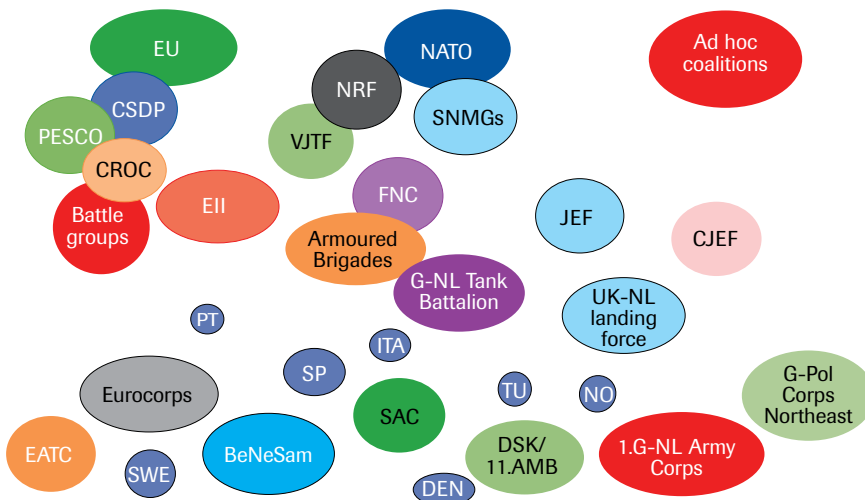 EU
NATO
Ad hoc
coalitions
NRF
CSDP
SNMGs
PESCO
VJTF
CROC
FNC
EII
Battle
groups
JEF
CJEF
Armoured
Brigades
G-NL Tank
Battalion
UK-NL
landing
force
PT
ITA
SP
TU
NO
G-Pol
Corps
Northeast
Eurocorps
SAC
EATC
SWE
BeNeSam
DSK/
11.AMB
1.G-NL Army
Corps
DEN